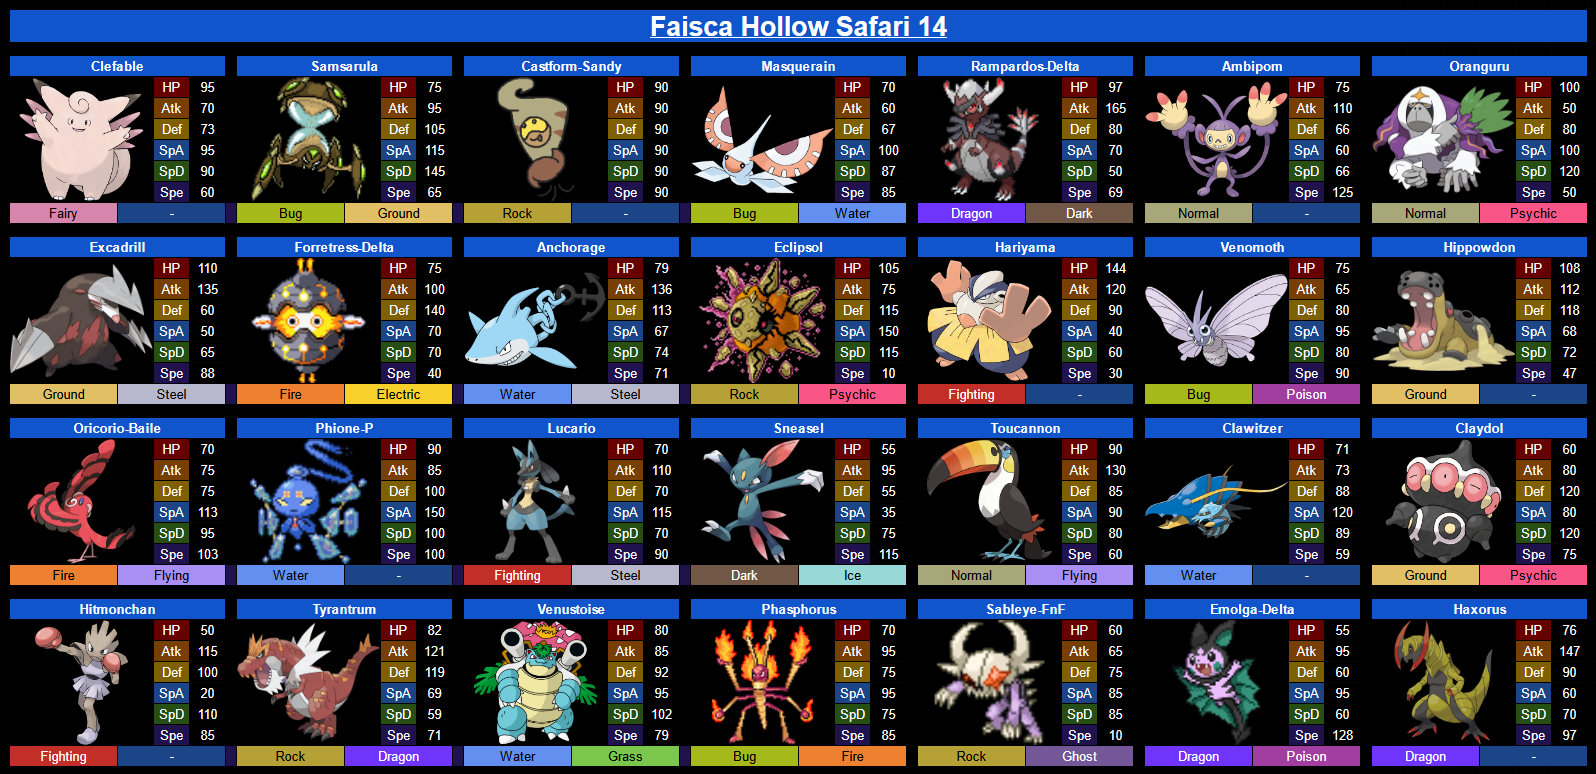 Faisca Hollow Safari 14
Clefable Samsarula Castform-Sandy Masquerain Rampardos-Delta Ambipom Oranguru
HP 95 HP 75 HP 90 HP 70 HP 97 HP 75 HP 100
Atk 70 Atk 95 Atk 90 Atk 60 Atk 165 Atk 110 Atk 50
Def 73 Def 105 Def 90 Def 67 Def 80 Def 66 Def 80
SpA 95 SpA 115 SpA 90 SpA 100 SpA 70 SpA 60 SpA 100
SpD 90 SpD 145 SpD 90 SpD 87 SpD 50 SpD 66 SpD 120
Spe 60 Spe 65 Spe 90 Spe 85 Spe 69 Spe 125 Spe 50
Fairy - Bug Ground Rock - Bug Water Dragon Dark Normal - Normal Psychic
Excadrill Forretress-Delta Anchorage Eclipsol Hariyama Venomoth Hippowdon
HP 110 HP 75 HP 79 HP 105 HP 144 HP 75 HP 108
Atk 135 Atk 100 Atk 136 Atk 75 Atk 120 Atk 65 Atk 112
Def 60 Def 140 Def 113 Def 115 Def 90 Def 80 Def 118
SpA 50 SpA 70 SpA 67 SpA 150 SpA 40 SpA 95 SpA 68
SpD 65 SpD 70 SpD 74 SpD 115 SpD 60 SpD 80 SpD 72
Spe 88 Spe 40 Spe 71 Spe 10 Spe 30 Spe 90 Spe 47
Ground Steel Fire Electric Water Steel Rock Psychic Fighting - Bug Poison Ground -
Oricorio-Baile Phione-P Lucario Sneasel Toucannon Clawitzer Claydol
HP 70 HP 90 HP 70 HP 55 HP 90 HP 71 HP 60
Atk 75 Atk 85 Atk 110 Atk 95 Atk 130 Atk 73 Atk 80
Def 75 Def 100 Def 70 Def 55 Def 85 Def 88 Def 120
SpA 113 SpA 150 SpA 115 SpA 35 SpA 90 SpA 120 SpA 80
SpD 95 SpD 100 SpD 70 SpD 75 SpD 80 SpD 89 SpD 120
Spe 103 Spe 100 Spe 90 Spe 115 Spe 60 Spe 59 Spe 75
Fire Flying Water - Fighting Steel Dark Ice Normal Flying Water - Ground Psychic
Hitmonchan Tyrantrum Venustoise Phasphorus Sableye-FnF Emolga-Delta Haxorus
HP 50 HP 82 HP 80 HP 70 HP 60 HP 55 HP 76
Atk 115 Atk 121 Atk 85 Atk 95 Atk 65 Atk 95 Atk 147
Def 100 Def 119 Def 92 Def 75 Def 75 Def 60 Def 90
SpA 20 SpA 69 SpA 95 SpA 95 SpA 85 SpA 95 SpA 60
SpD 110 SpD 59 SpD 102 SpD 75 SpD 85 SpD 60 SpD 70
Spe 85 Spe 71 Spe 79 Spe 85 Spe 10 Spe 128 Spe 97
Fighting - Rock Dragon Water Grass Bug Fire Rock Ghost Dragon Poison Dragon -